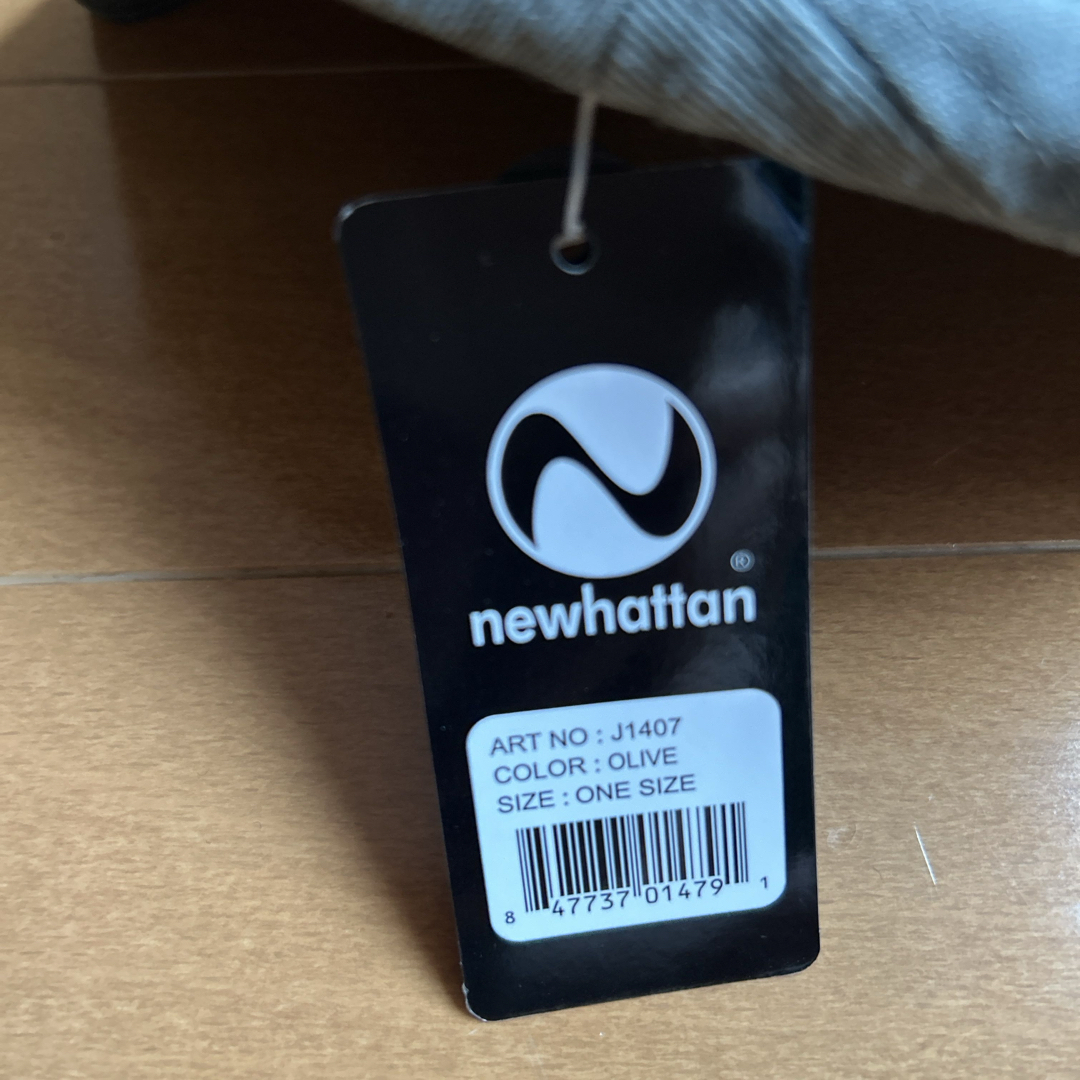 ®
newhattan
ART NO : J1407
COLOR : OLIVE
SIZE : ONE SIZE
8 47737 01479 1